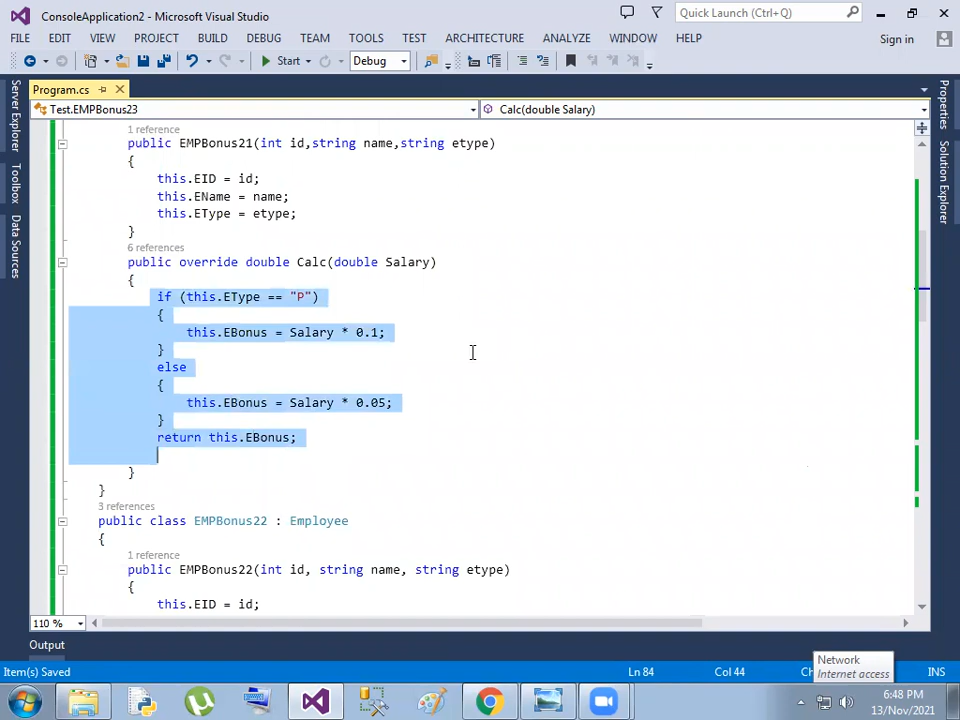 ConsoleApplication2 - Microsoft Visual Studio
Quick Launch (Ctrl+Q)
FILE EDIT VIEW PROJECT BUILD DEBUG TEAM TOOLS TEST ARCHITECTURE ANALYZE WINDOW HELP Sign in
Start Debug
Program.cs
Test.EMPBonus23 Calc(double Salary)
Server Explorer
Toolbox
Data Sources
Properties
Solution Explorer
1 reference
public EMPBonus21(int id,string name,string etype)
{
this.EID = id;
this.EName = name;
this.EType = etype;
}
6 references
public override double Calc(double Salary)
{
if (this.EType == "P")
{
this.EBonus = Salary * 0.1;
}
else
{
this.EBonus = Salary * 0.05;
}
return this.EBonus;
}
}
3 references
public class EMPBonus22 : Employee
{
1 reference
public EMPBonus22(int id, string name, string etype)
{
this.EID = id;
110 %
Output
Item(s) Saved Ln 84 Col 44 INS
Network
Internet access
6:48 PM
13/Nov/2021